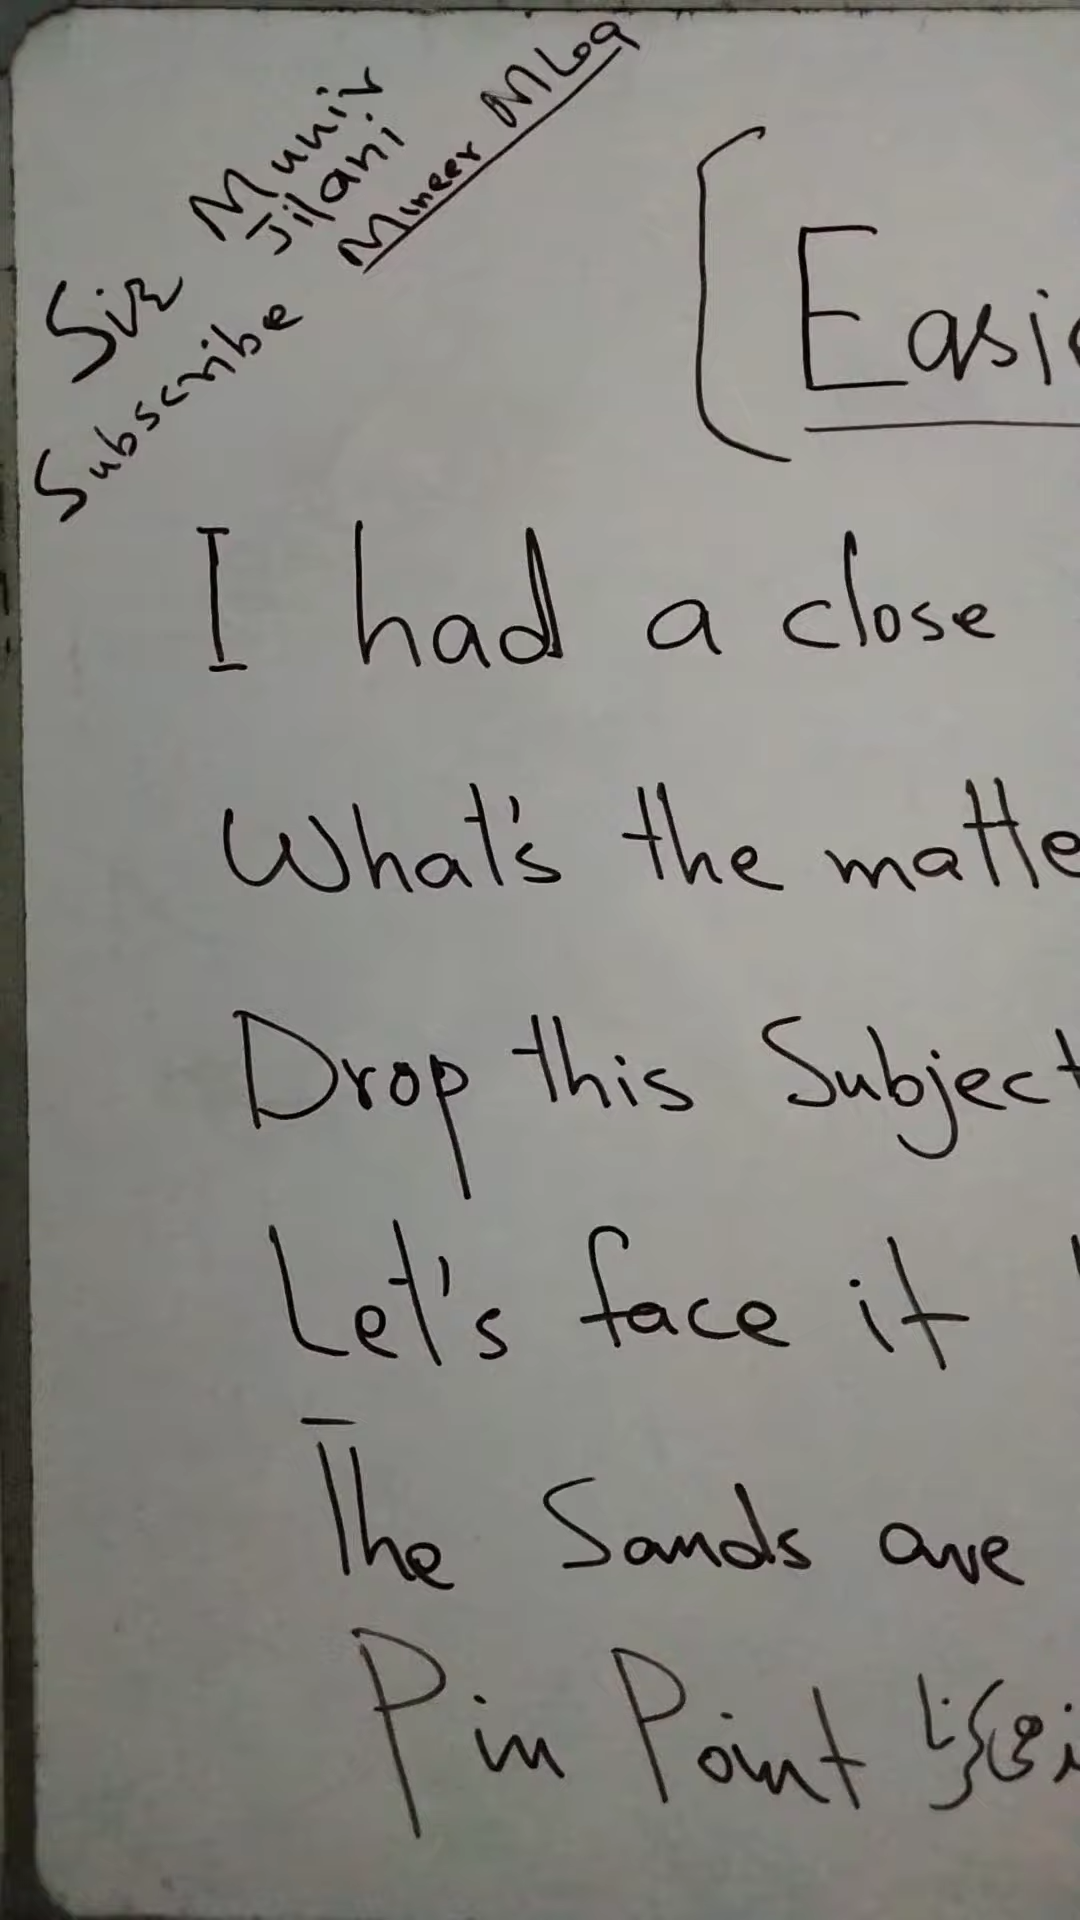 Sir Munir
Jilani
Subscribe Muneer MLog
Easi
I had a close
What's the matte
Drop this Subject
Let's face it
The Sands are
Pin Point